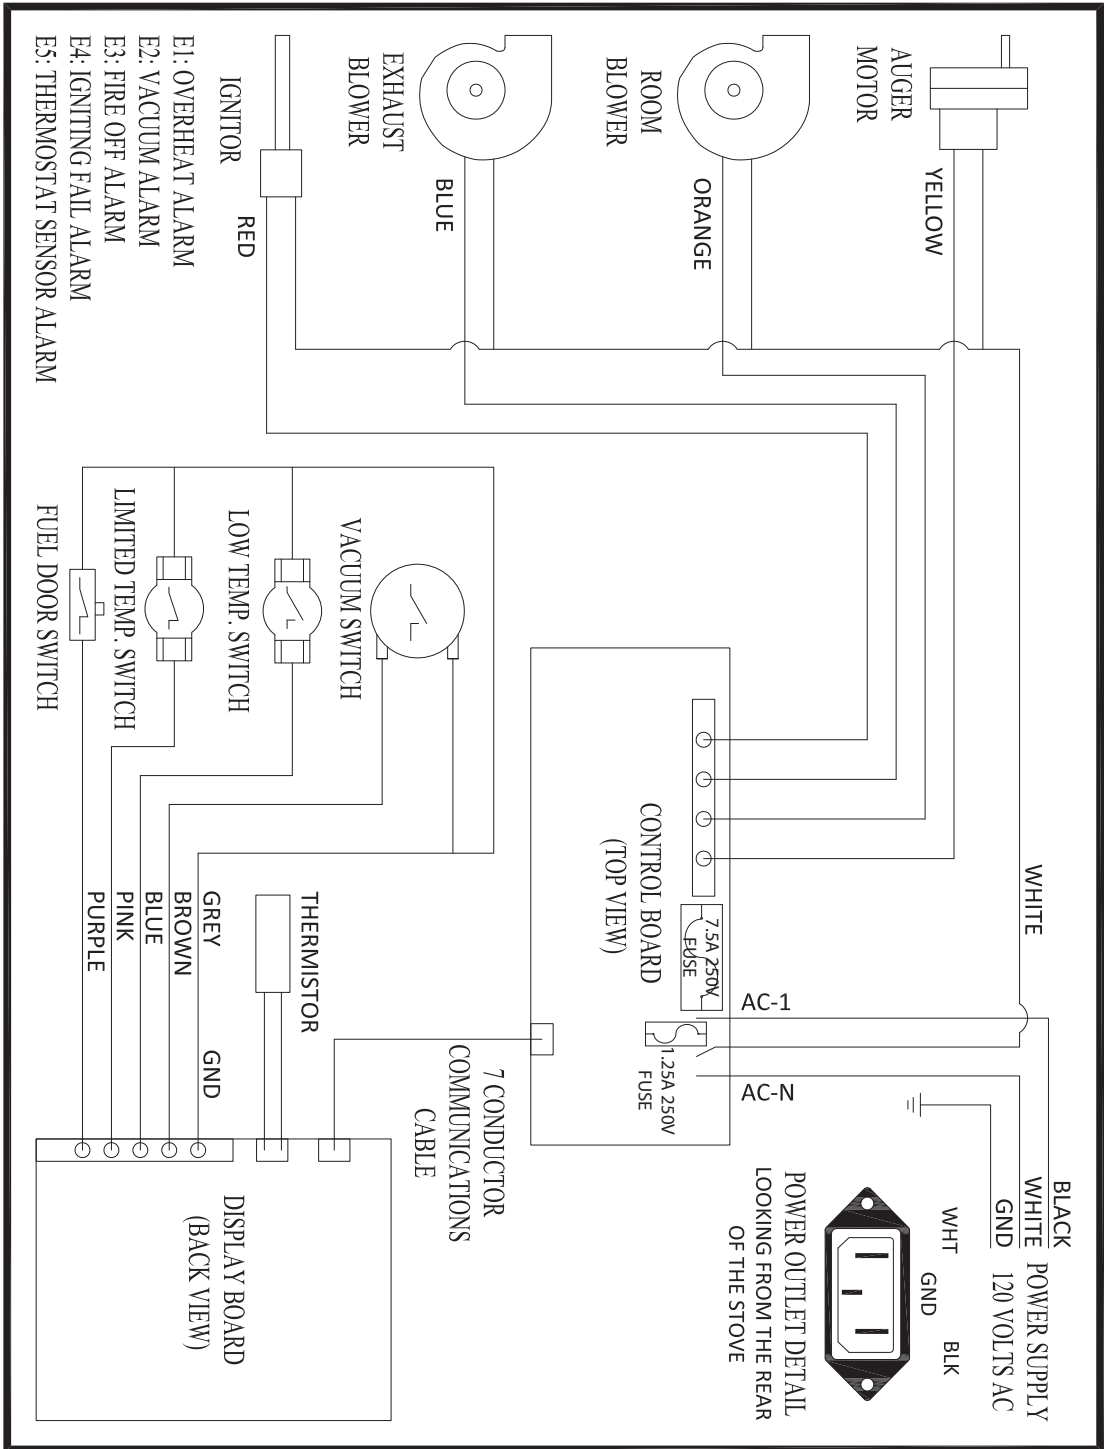 AUGER
MOTOR
YELLOW
ROOM
BLOWER
ORANGE
EXHAUST
BLOWER
BLUE
IGNITOR
RED
E1: OVERHEAT ALARM
E2: VACUUM ALARM
E3: FIRE OFF ALARM
E4: IGNITING FAIL ALARM
E5: THERMOSTAT SENSOR ALARM
WHITE
VACUUM SWITCH
LOW TEMP. SWITCH
LIMITED TEMP. SWITCH
FUEL DOOR SWITCH
CONTROL BOARD
(TOP VIEW)
7.5A 250V
FUSE
AC-1
1.25A 250V
FUSE
AC-N
THERMISTOR
GREY
BROWN
BLUE
PINK
PURPLE
GND
7 CONDUCTOR
COMMUNICATIONS
CABLE
DISPLAY BOARD
(BACK VIEW)
BLACK
WHITE
GND
POWER SUPPLY
120 VOLTS AC
WHT
GND
BLK
POWER OUTLET DETAIL
LOOKING FROM THE REAR
OF THE STOVE